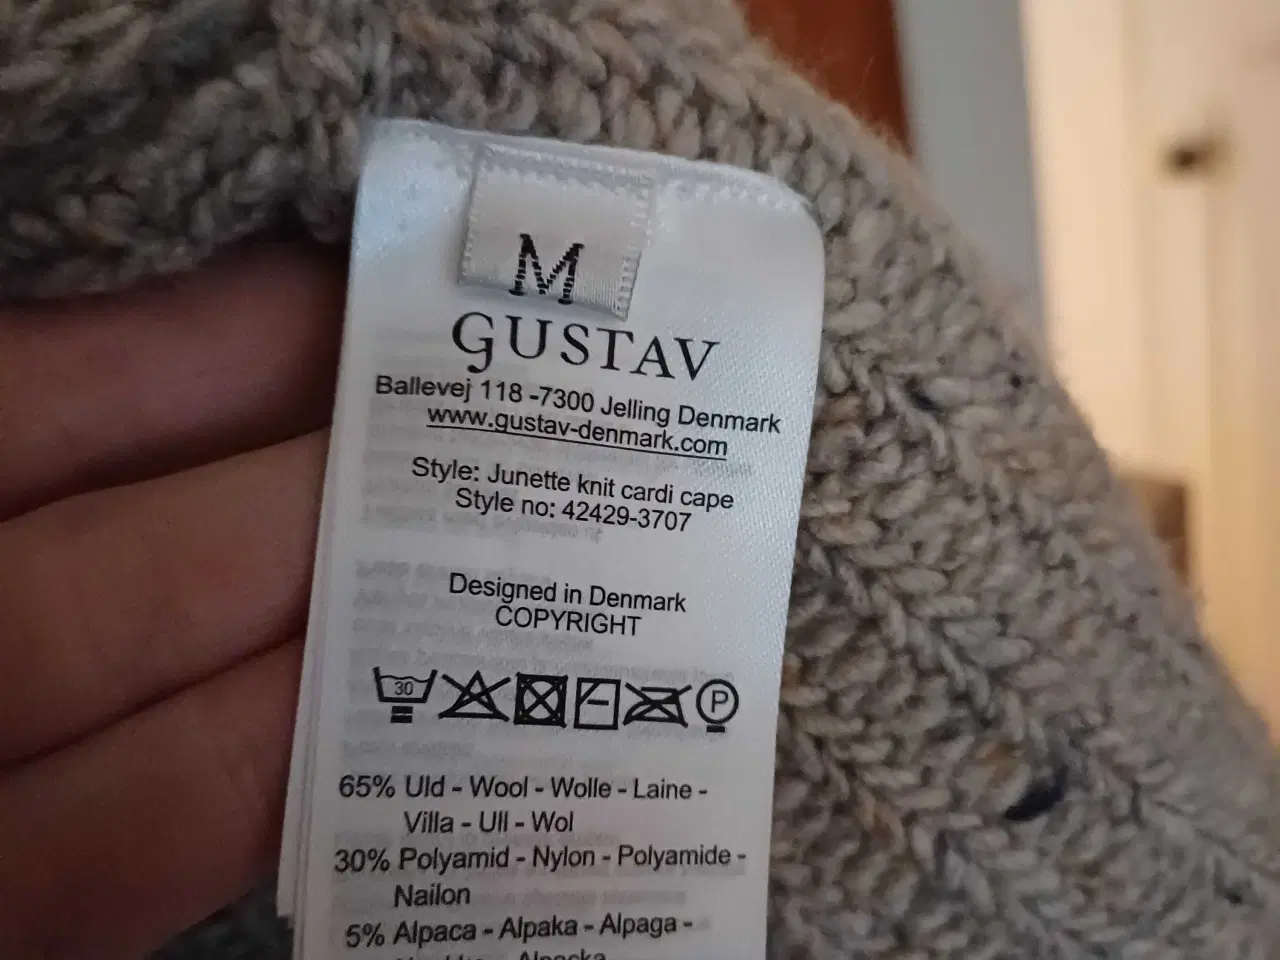 M
GUSTAV
Ballevej 118 -7300 Jelling Denmark
www.gustav-denmark.com
Style: Junette knit cardi cape
Style no: 42429-3707
Designed in Denmark
COPYRIGHT
30 P
65% Uld - Wool - Wolle - Laine -
Villa - Ull - Wol
30% Polyamid - Nylon - Polyamide -
Nailon
5% Alpaca - Alpaka - Alpaga -